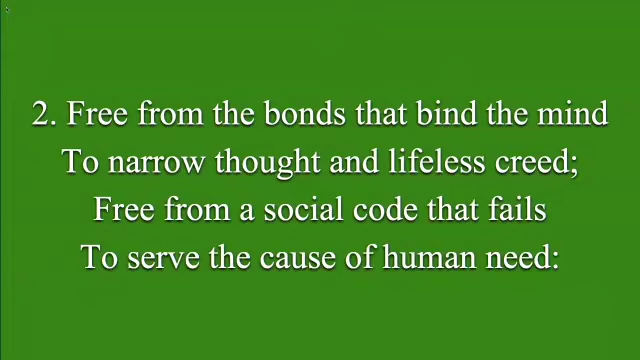 2. Free from the bonds that bind the mind
To narrow thought and lifeless creed;
Free from a social code that fails
To serve the cause of human need: